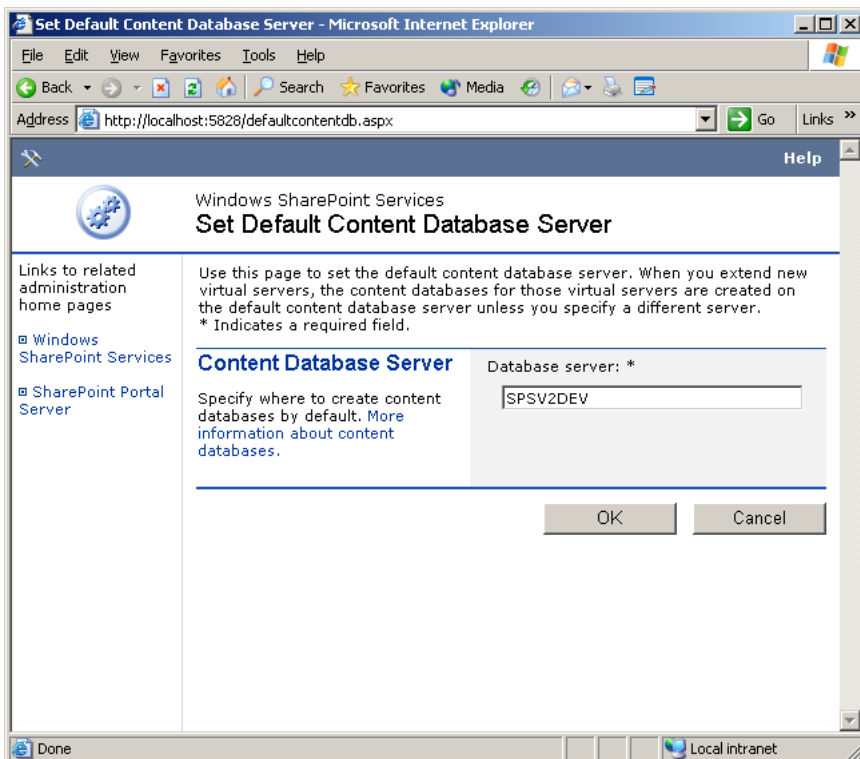 Set Default Content Database Server - Microsoft Internet Explorer
File Edit View Favorites Tools Help
Back Search Favorites Media
Address http://localhost:5828/defaultcontentdb.aspx Go Links »
Help
Windows SharePoint Services
Set Default Content Database Server
Links to related
administration
home pages
Windows
SharePoint Services
SharePoint Portal
Server
Use this page to set the default content database server. When you extend new
virtual servers, the content databases for those virtual servers are created on
the default content database server unless you specify a different server.
* Indicates a required field.
Content Database Server
Specify where to create content
databases by default. More
information about content
databases.
Database server: *
SPSV2DEV
OK Cancel
Done Local intranet